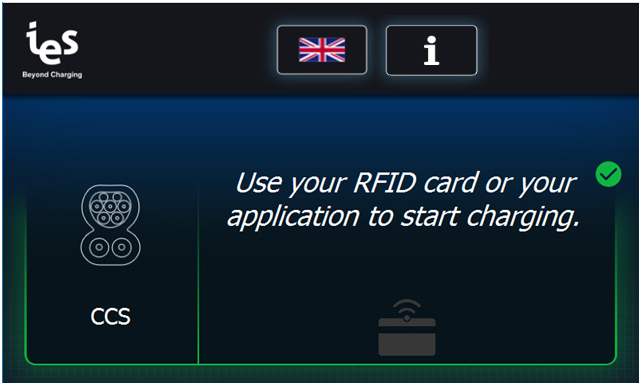 ies
Beyond Charging
i
Use your RFID card or your
application to start charging.
CCS